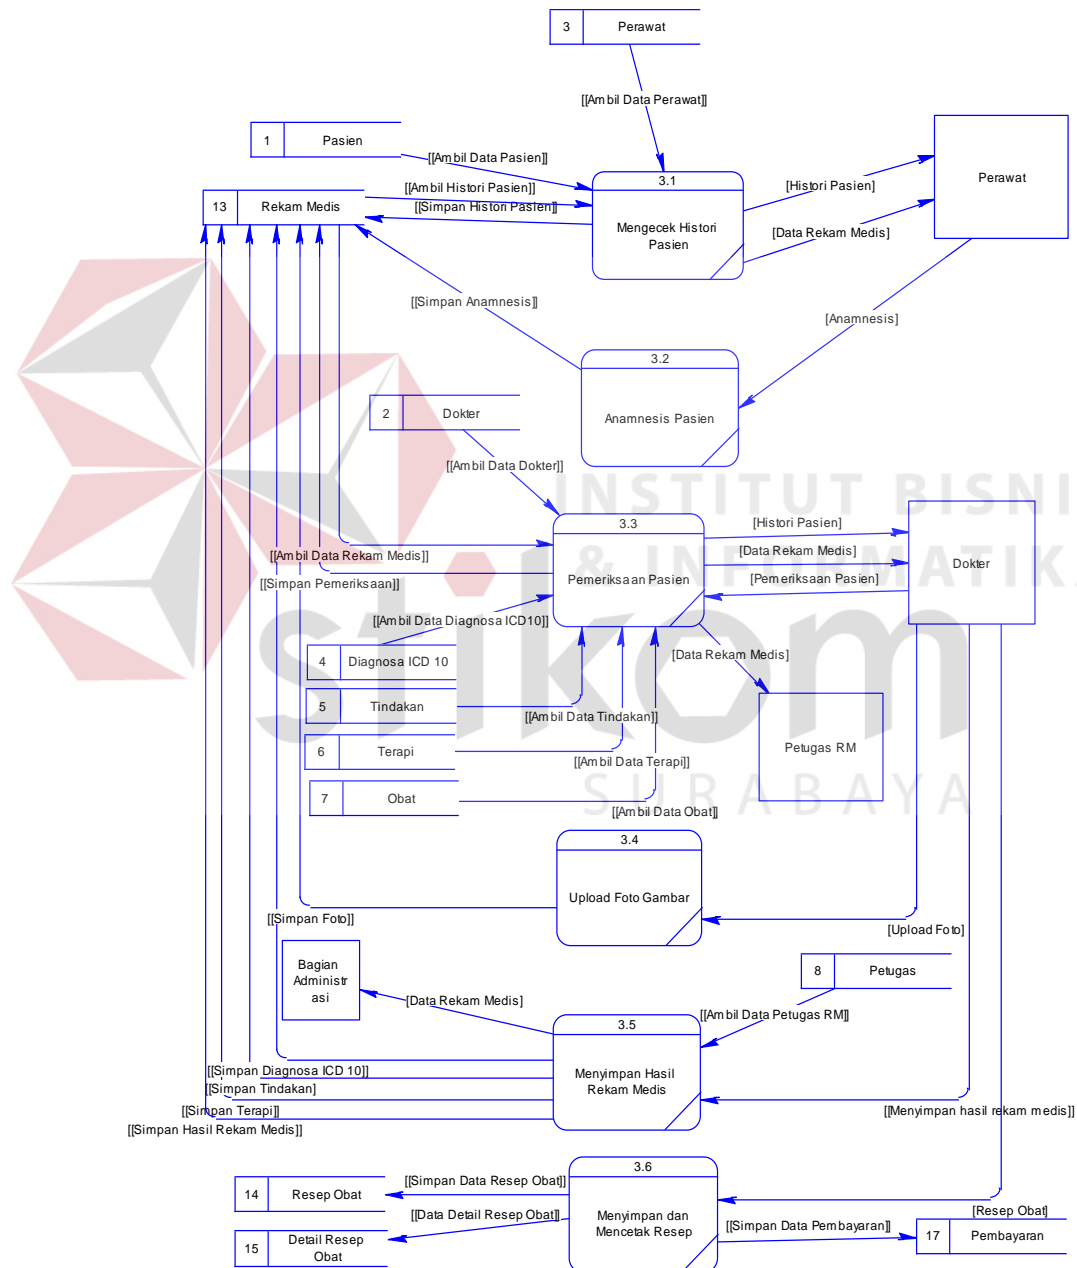 3 Perawat
[[Ambil Data Perawat]]
1 Pasien
[[Ambil Data Pasien]]
13 Rekam Medis
[[Ambil Histori Pasien]]
[[Simpan Histori Pasien]]
3.1
Mengecek Histori
Pasien
[Histori Pasien]
[Data Rekam Medis]
Perawat
[[Simpan Anamnesis]]
[Anamnesis]
3.2
Anamnesis Pasien
2 Dokter
[[Ambil Data Dokter]]
INSTITUT BISNI
& INFORMATIKA
stikom
SURABAYA
3.3
Pemeriksaan Pasien
[Histori Pasien]
[Data Rekam Medis]
[Pemeriksaan Pasien]
Dokter
[[Ambil Data Rekam Medis]]
[[Simpan Pemeriksaan]]
[[Ambil Data Diagnosa ICD10]]
4 Diagnosa ICD 10
5 Tindakan
[[Ambil Data Tindakan]]
6 Terapi
[[Ambil Data Terapi]]
7 Obat
[[Ambil Data Obat]]
[Data Rekam Medis]
Petugas RM
3.4
Upload Foto Gambar
[[Simpan Foto]]
[Upload Foto]
Bagian
Administr
asi
[Data Rekam Medis]
8 Petugas
[[Ambil Data Petugas RM]]
3.5
Menyimpan Hasil
Rekam Medis
[[Simpan Diagnosa ICD 10]]
[[Simpan Tindakan]
[[Simpan Terapi]]
[[Simpan Hasil Rekam Medis]]
[[Menyimpan hasil rekam medis]]
3.6
Menyimpan dan
Mencetak Resep
[[Simpan Data Resep Obat]]
14 Resep Obat
[[Data Detail Resep Obat]]
15 Detail Resep
Obat
[Resep Obat]
[[Simpan Data Pembayaran]]
17 Pembayaran